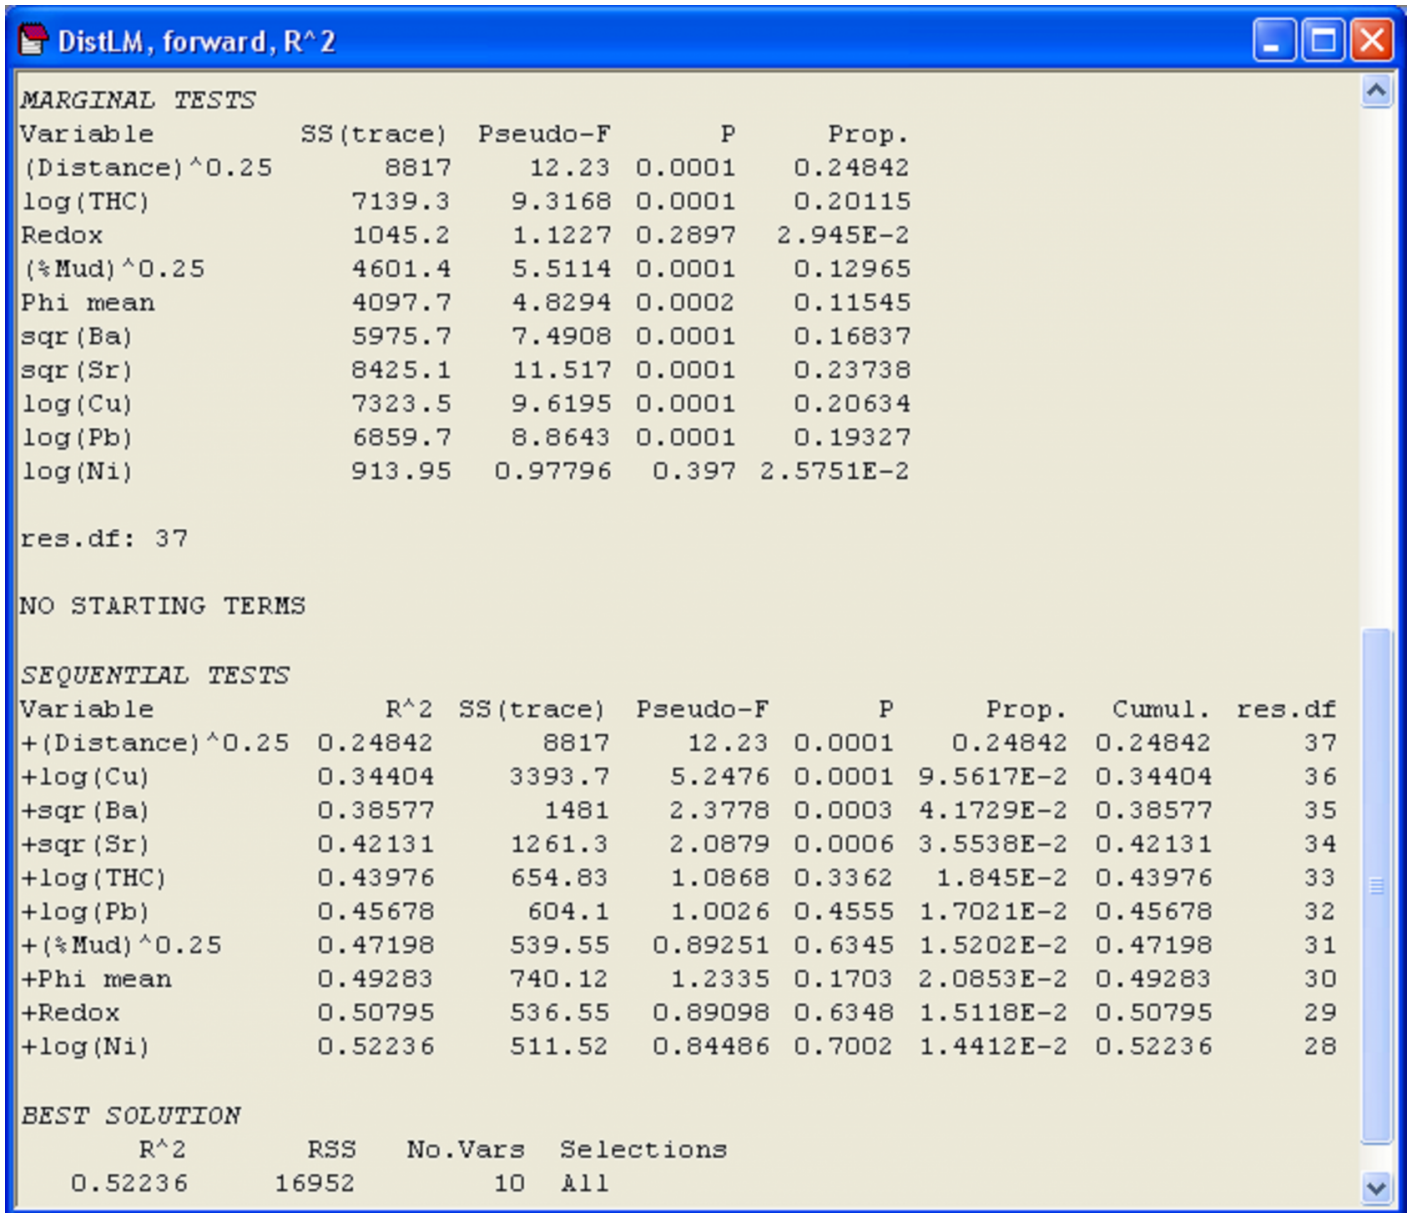 DistLM, forward, R^2
MARGINAL TESTS
Variable SS(trace) Pseudo-F P Prop.
(Distance)^0.25 8817 12.23 0.0001 0.24842
log(THC) 7139.3 9.3168 0.0001 0.20115
Redox 1045.2 1.1227 0.2897 2.945E-2
(%Mud)^0.25 4601.4 5.5114 0.0001 0.12965
Phi mean 4097.7 4.8294 0.0002 0.11545
sqr(Ba) 5975.7 7.4908 0.0001 0.16837
sqr(Sr) 8425.1 11.517 0.0001 0.23738
log(Cu) 7323.5 9.6195 0.0001 0.20634
log(Pb) 6859.7 8.8643 0.0001 0.19327
log(Ni) 913.95 0.97796 0.397 2.5751E-2
res.df: 37
NO STARTING TERMS
SEQUENTIAL TESTS
Variable R^2 SS(trace) Pseudo-F P Prop. Cumul. res.df
+(Distance)^0.25 0.24842 8817 12.23 0.0001 0.24842 0.24842 37
+log(Cu) 0.34404 3393.7 5.2476 0.0001 9.5617E-2 0.34404 36
+sqr(Ba) 0.38577 1481 2.3778 0.0003 4.1729E-2 0.38577 35
+sqr(Sr) 0.42131 1261.3 2.0879 0.0006 3.5538E-2 0.42131 34
+log(THC) 0.43976 654.83 1.0868 0.3362 1.845E-2 0.43976 33
+log(Pb) 0.45678 604.1 1.0026 0.4555 1.7021E-2 0.45678 32
+(%Mud)^0.25 0.47198 539.55 0.89251 0.6345 1.5202E-2 0.47198 31
+Phi mean 0.49283 740.12 1.2335 0.1703 2.0853E-2 0.49283 30
+Redox 0.50795 536.55 0.89098 0.6348 1.5118E-2 0.50795 29
+log(Ni) 0.52236 511.52 0.84486 0.7002 1.4412E-2 0.52236 28
BEST SOLUTION
R^2 RSS No.Vars Selections
0.52236 16952 10 All